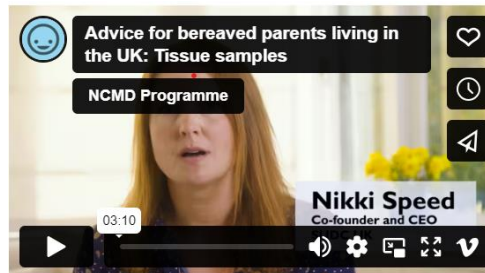 Advice for bereaved parents living in
the UK: Tissue samples
NCMD Programme
Nikki Speed
Co-founder and CEO
03:10